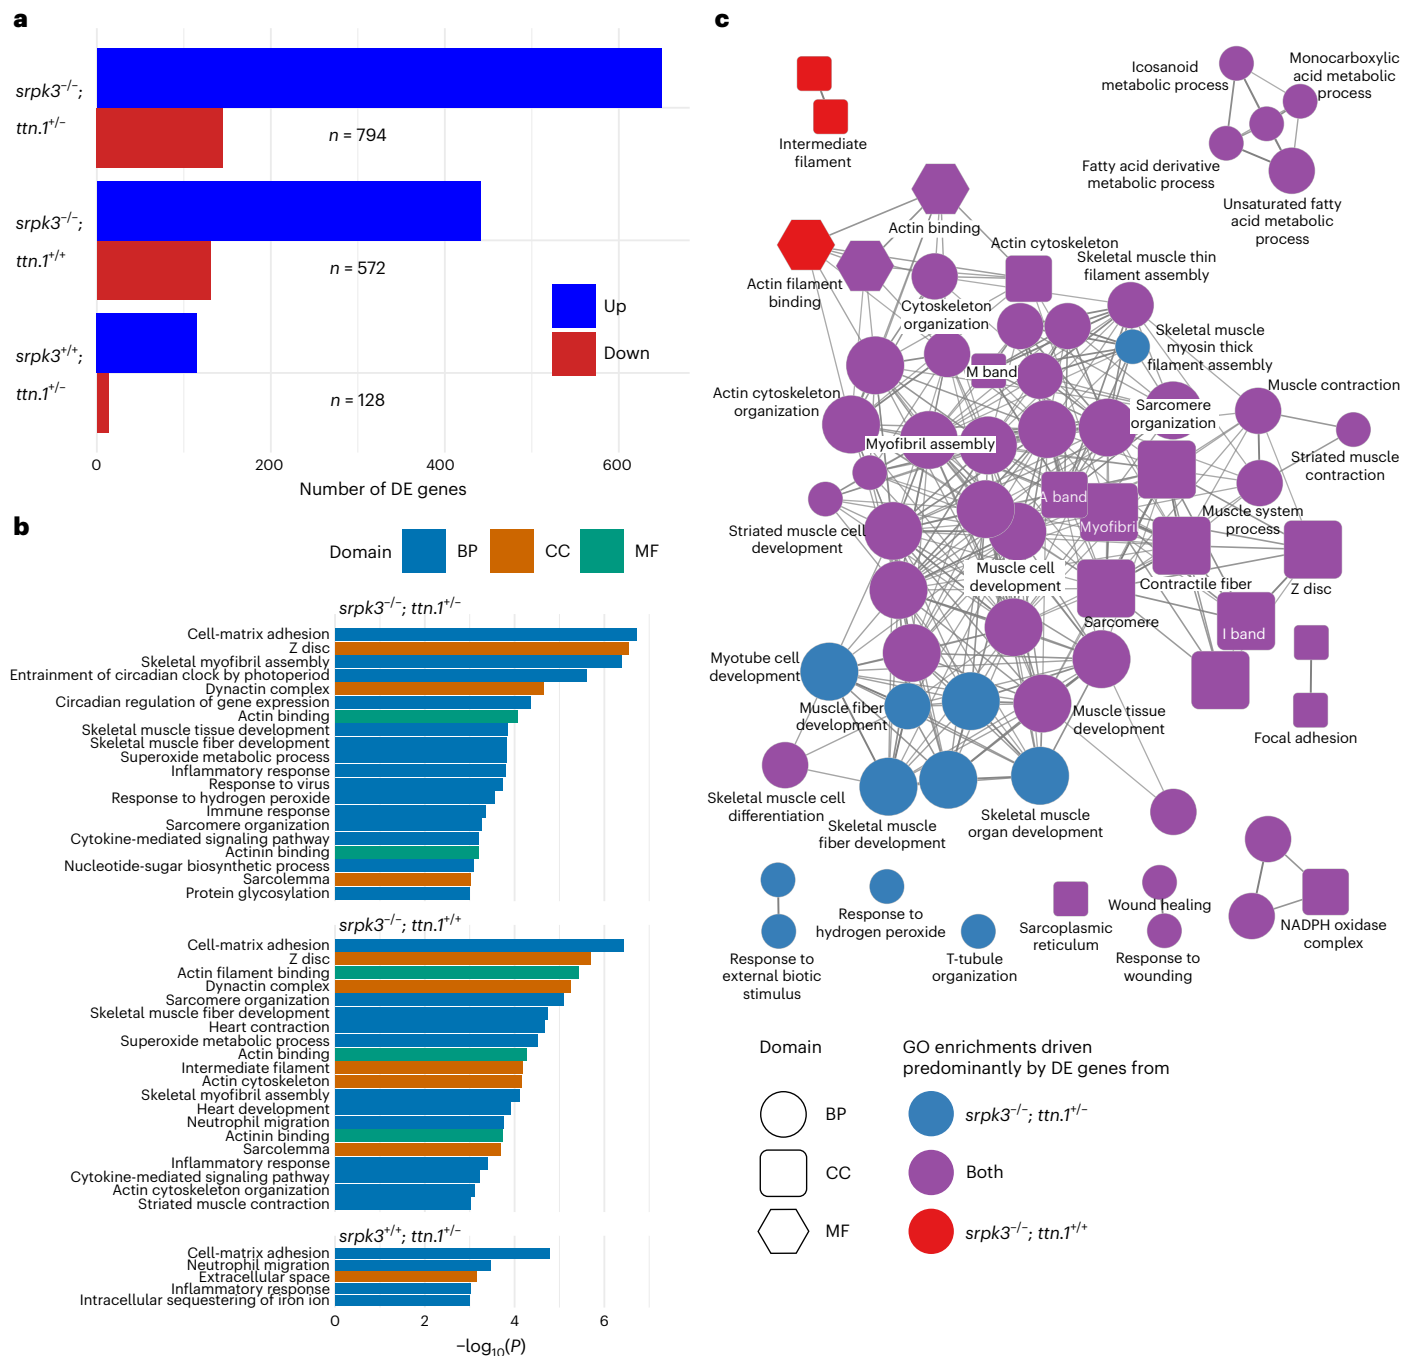 a
srpk3−/−;
ttn.1+/−
n = 794
srpk3−/−;
ttn.1+/+
n = 572
srpk3+/+;
ttn.1+/−
n = 128
Up
Down
0
200
400
600
Number of DE genes
b
Domain
BP
CC
MF
srpk3−/−; ttn.1+/−
Cell-matrix adhesion
Z disc
Skeletal myofibril assembly
Entrainment of circadian clock by photoperiod
Dynactin complex
Circadian regulation of gene expression
Actin binding
Skeletal muscle tissue development
Skeletal muscle fiber development
Superoxide metabolic process
Inflammatory response
Response to virus
Response to hydrogen peroxide
Immune response
Sarcomere organization
Cytokine-mediated signaling pathway
Actinin binding
Nucleotide-sugar biosynthetic process
Sarcolemma
Protein glycosylation
srpk3−/−; ttn.1+/+
Cell-matrix adhesion
Z disc
Actin filament binding
Dynactin complex
Sarcomere organization
Skeletal muscle fiber development
Heart contraction
Superoxide metabolic process
Actin binding
Intermediate filament
Actin cytoskeleton
Skeletal myofibril assembly
Heart development
Neutrophil migration
Actinin binding
Sarcolemma
Inflammatory response
Cytokine-mediated signaling pathway
Actin cytoskeleton organization
Striated muscle contraction
srpk3+/+; ttn.1+/−
Cell-matrix adhesion
Neutrophil migration
Extracellular space
Inflammatory response
Intracellular sequestering of iron ion
0
2
4
6
−log10(P)
c
Intermediate
filament
Icosanoid
metabolic process
Monocarboxylic
acid metabolic
process
Fatty acid derivative
metabolic process
Unsaturated fatty
acid metabolic
process
Actin binding
Actin cytoskeleton
Skeletal muscle thin
filament assembly
Actin filament
binding
Cytoskeleton
organization
Skeletal muscle
myosin thick
filament assembly
M band
Muscle contraction
Actin cytoskeleton
organization
Sarcomere
organization
Myofibril assembly
Striated muscle
contraction
A band
Myofibril
Muscle system
process
Striated muscle cell
development
Muscle cell
development
Contractile fiber
Z disc
Sarcomere
I band
Myotube cell
development
Muscle fiber
development
Muscle tissue
development
Focal adhesion
Skeletal muscle cell
differentiation
Skeletal muscle
fiber development
Skeletal muscle
organ development
Response to
external biotic
stimulus
Response to
hydrogen peroxide
T-tubule
organization
Sarcoplasmic
reticulum
Wound healing
Response to
wounding
NADPH oxidase
complex
Domain
BP
CC
MF
GO enrichments driven
predominantly by DE genes from
srpk3−/−; ttn.1+/−
Both
srpk3−/−; ttn.1+/+